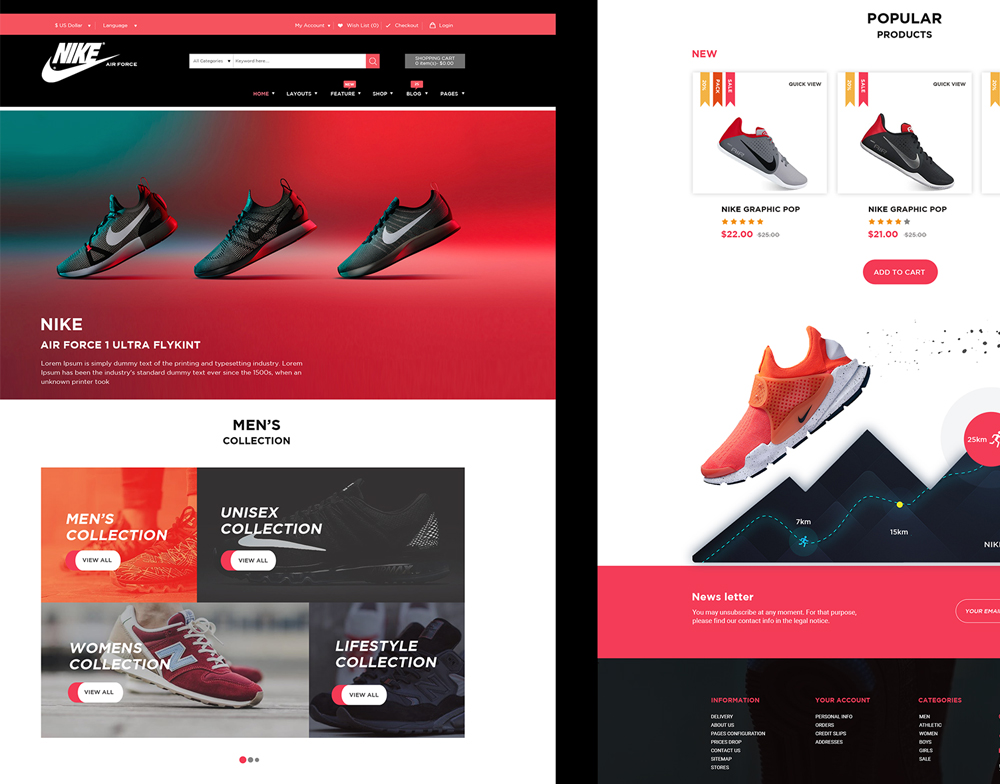 $ US Doller
Language
My Account
Wish List (0)
Checkout
Login
NIKE
AIR FORCE
All Categories
Keyword here...
SHOPPING CART
0 item(s)- $0.00
HOME
LAYOUTS
FEATURE
SHOP
BLOG
PAGES
NIKE
AIR FORCE 1 ULTRA FLYKINT
Lorem Ipsum is simply dummy text of the printing and typesetting industry. Lorem
Ipsum has been the industry's standard dummy text ever since the 1500s, when an
unknown printer took
MEN'S
COLLECTION
MEN'S
COLLECTION
VIEW ALL
UNISEX
COLLECTION
VIEW ALL
WOMENS
COLLECTION
VIEW ALL
LIFESTYLE
COLLECTION
VIEW ALL
POPULAR
PRODUCTS
NEW
20%
PACK
SALE
QUICK VIEW
20%
SALE
QUICK VIEW
20%
NIKE GRAPHIC POP
$22.00 $25.00
NIKE GRAPHIC POP
$21.00 $25.00
ADD TO CART
25km
7km
15km
NIK
News letter
You may unsubscribe at any moment. For that purpose,
please find our contact info in the legal notice.
YOUR EMAI
INFORMATION
DELIVERY
ABOUT US
PAGES CONFIGURATION
PRICES DROP
CONTACT US
SITEMAP
STORES
YOUR ACCOUNT
PERSONAL INFO
ORDERS
CREDIT SLIPS
ADDRESSES
CATEGORIES
MEN
ATHLETIC
WOMEN
BOYS
GIRLS
SALE